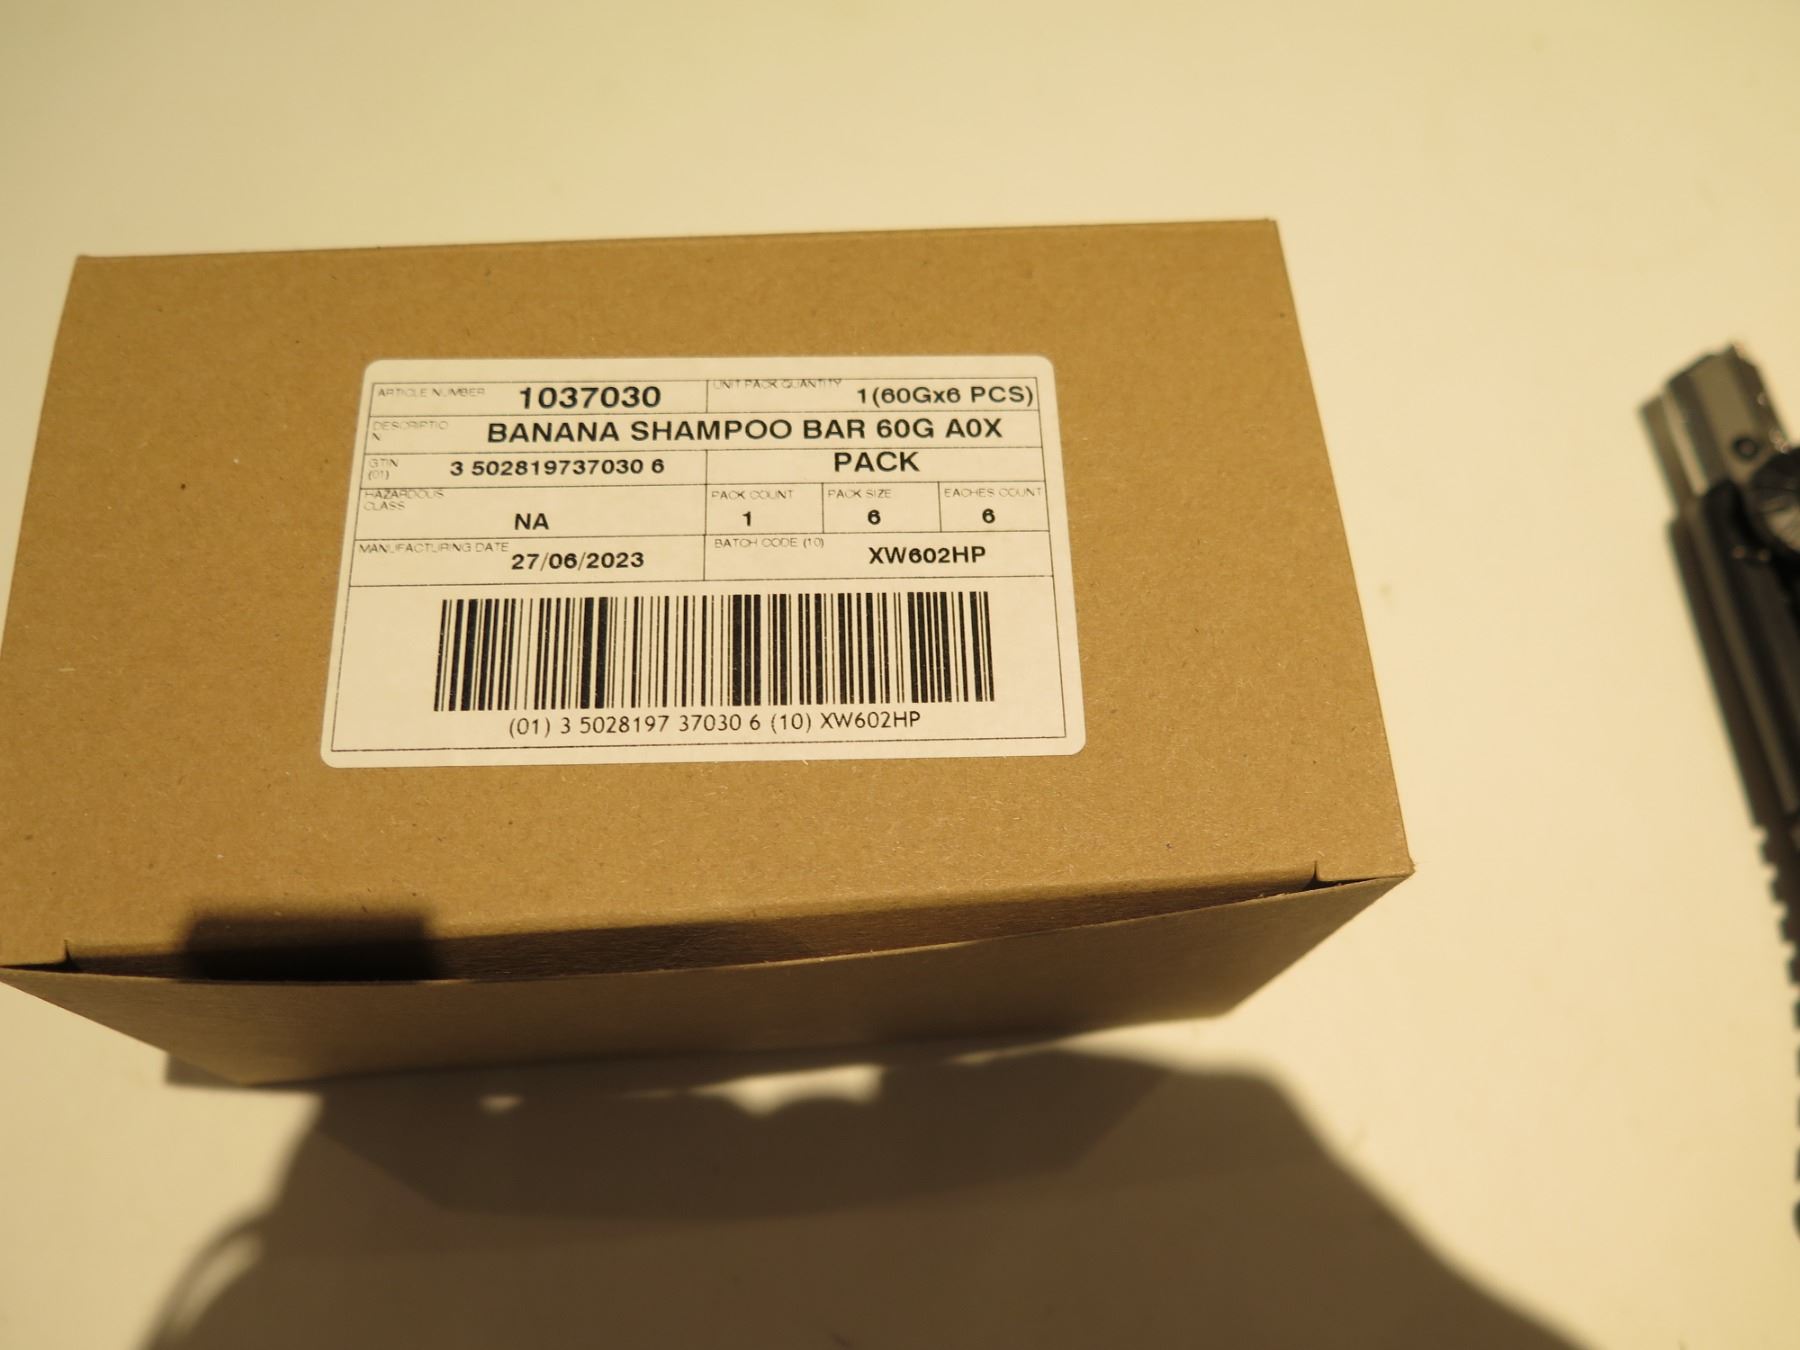 ARTICLE NUMBER 1037030 UNIT PACK QUANTITY 1(60Gx6 PCS)
DESCRIPTIO
N BANANA SHAMPOO BAR 60G A0X
GTIN
(01) 3 502819737030 6 PACK
HAZARDOUS
CLASS NA PACK COUNT 1 PACK SIZE 6 EACHES COUNT 6
MANUFACTURING DATE 27/06/2023 BATCH CODE (10) XW602HP
(01) 3 5028197 37030 6 (10) XW602HP